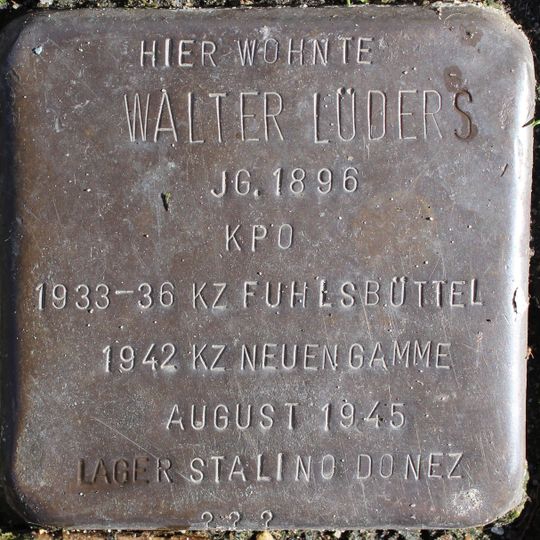 HIER WOHNTE
WALTER LÜDERS
JG. 1896
KPO
1933-36 KZ FUHLSBÜTTEL
1942 KZ NEUENGAMME
AUGUST 1945
LAGER STALINO DONEZ
???